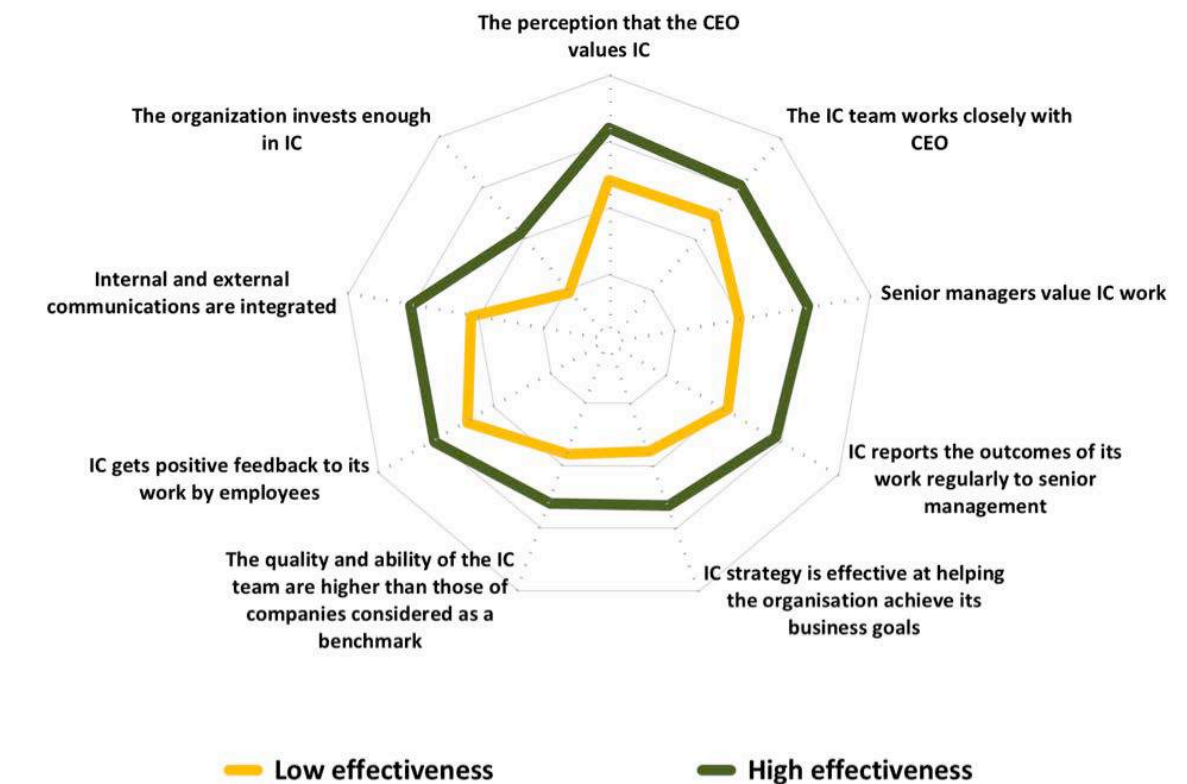 The perception that the CEO
values IC
The organization invests enough
in IC
The IC team works closely with
CEO
Internal and external
communications are integrated
Senior managers value IC work
IC gets positive feedback to its
work by employees
IC reports the outcomes of its
work regularly to senior
management
The quality and ability of the IC
team are higher than those of
companies considered as a
benchmark
IC strategy is effective at helping
the organisation achieve its
business goals
Low effectiveness
High effectiveness